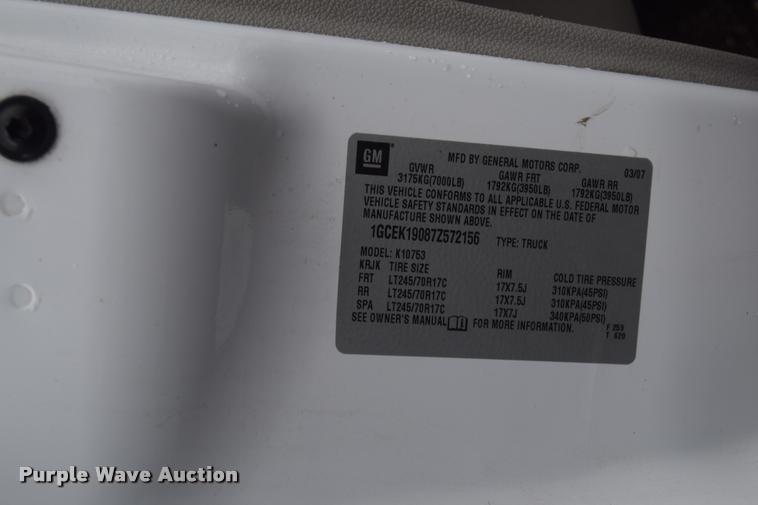 GM
MFD BY GENERAL MOTORS CORP. 03/07
GVWR GAWR FRT GAWR RR
3175KG(7000LB) 1792KG(3950LB) 1792KG(3950LB)
THIS VEHICLE CONFORMS TO ALL APPLICABLE U.S. FEDERAL MOTOR
VEHICLE SAFETY STANDARDS IN EFFECT ON THE DATE OF
MANUFACTURE SHOWN ABOVE.
1GCEK19087Z572156 TYPE: TRUCK
MODEL: K10753
KRJK TIRE SIZE RIM COLD TIRE PRESSURE
FRT LT245/70R17C 17X7.5J 310KPA(45PSI)
RR LT245/70R17C 17X7.5J 310KPA(45PSI)
SPA LT245/70R17C 17X7J 340KPA(50PSI)
SEE OWNER'S MANUAL FOR MORE INFORMATION.
F 253
T 620
Purple Wave Auction